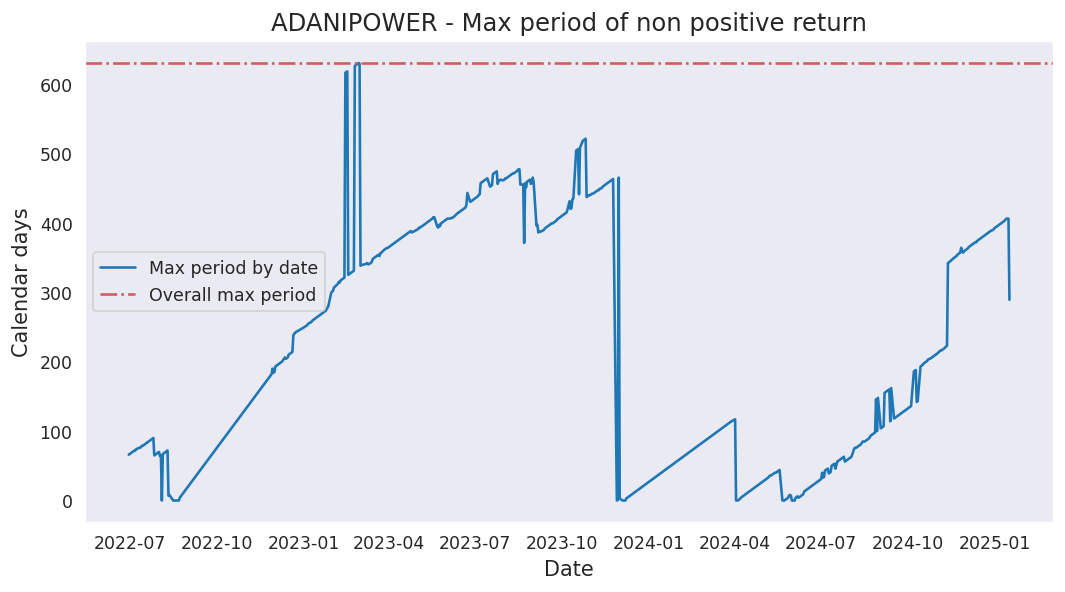 ADANIPOWER - Max period of non positive return
Calendar days
600
500
400
300
200
100
0
Max period by date
Overall max period
2022-07 2022-10 2023-01 2023-04 2023-07 2023-10 2024-01 2024-04 2024-07 2024-10 2025-01
Date